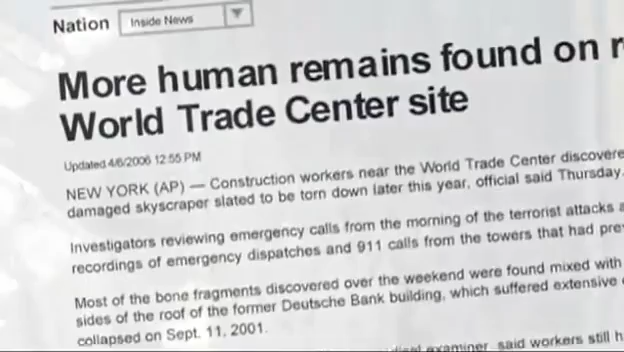 Nation Inside News
More human remains found on
World Trade Center site
Updated 4/6/2006 12:55 PM
NEW YORK (AP) — Construction workers near the World Trade Center discovere
damaged skyscraper slated to be torn down later this year, official said Thursday.
Investigators reviewing emergency calls from the morning of the terrorist attacks
recordings of emergency dispatches and 911 calls from the towers that had pre
Most of the bone fragments discovered over the weekend were found mixed with
sides of the roof of the former Deutsche Bank building, which suffered extensive
collapsed on Sept. 11, 2001.
examiner, said workers still h